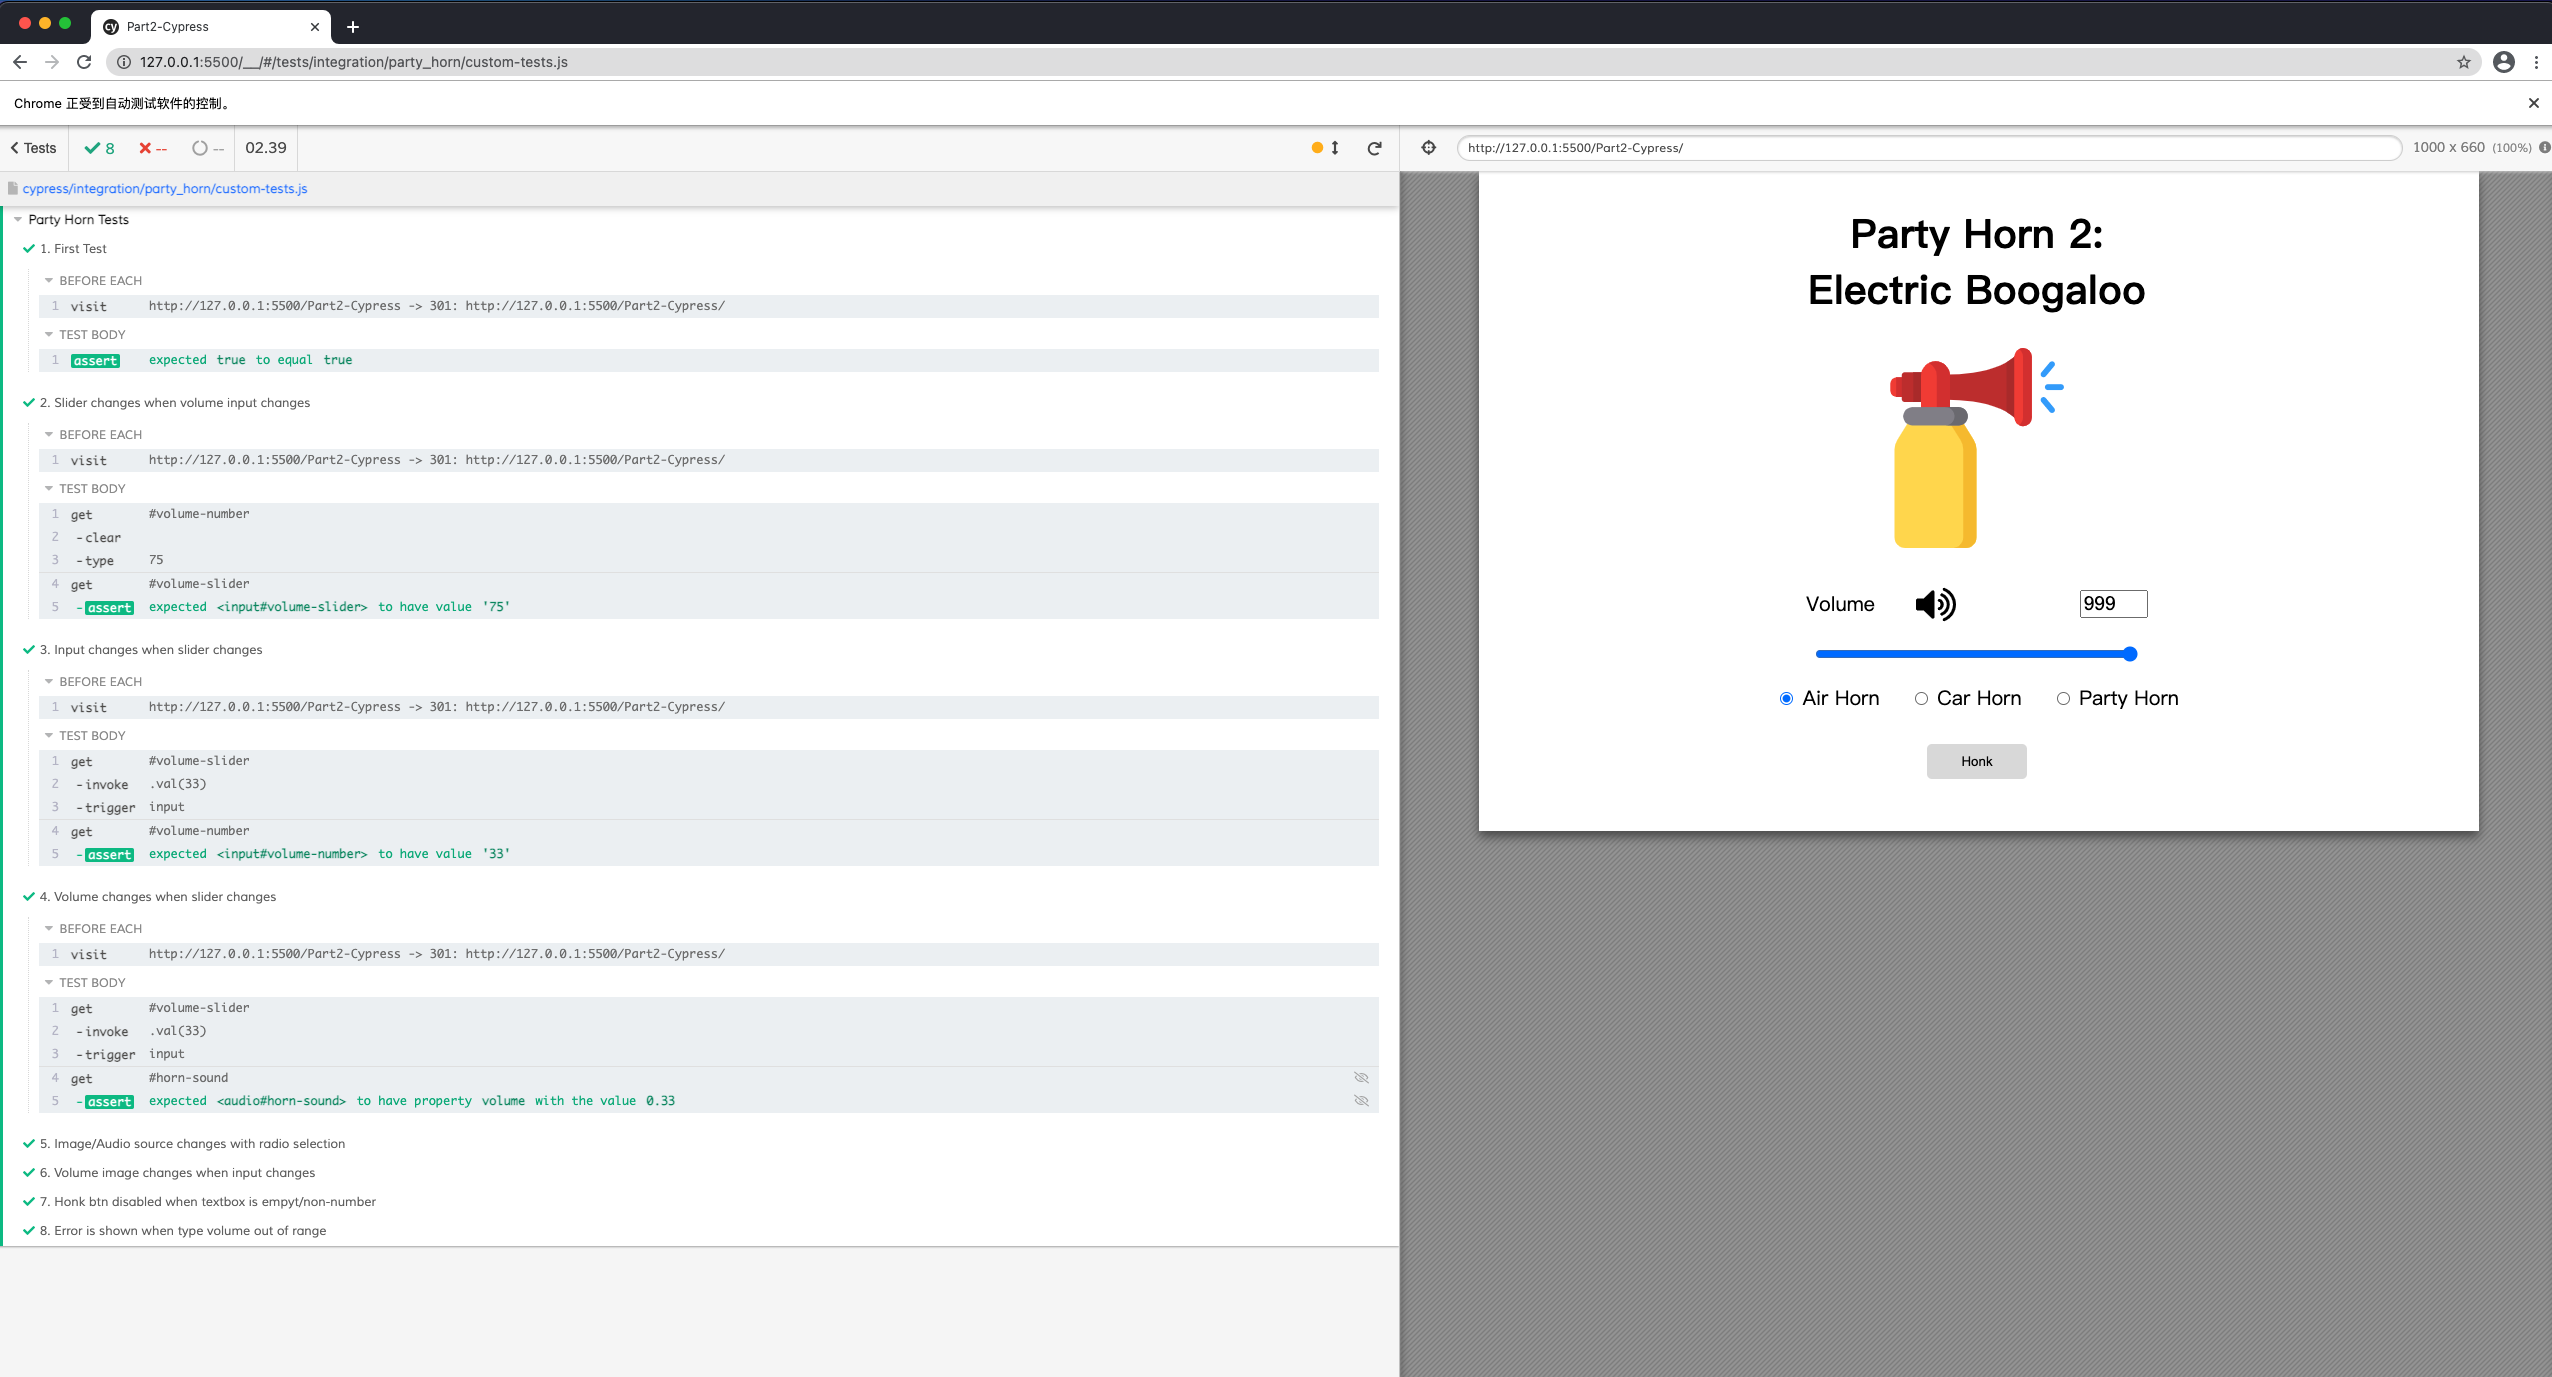 Part2-Cypress
127.0.0.1:5500/__/#/tests/integration/party_horn/custom-tests.js
Chrome 正受到自动测试软件的控制。
Tests 8 -- -- 02.39
http://127.0.0.1:5500/Part2-Cypress/ 1000 x 660 (100%)
cypress/integration/party_horn/custom-tests.js
Party Horn Tests
1. First Test
BEFORE EACH
1 visit http://127.0.0.1:5500/Part2-Cypress -> 301: http://127.0.0.1:5500/Part2-Cypress/
TEST BODY
1 assert expected true to equal true
2. Slider changes when volume input changes
BEFORE EACH
1 visit http://127.0.0.1:5500/Part2-Cypress -> 301: http://127.0.0.1:5500/Part2-Cypress/
TEST BODY
1 get #volume-number
2 -clear
3 -type 75
4 get #volume-slider
5 -assert expected <input#volume-slider> to have value '75'
3. Input changes when slider changes
BEFORE EACH
1 visit http://127.0.0.1:5500/Part2-Cypress -> 301: http://127.0.0.1:5500/Part2-Cypress/
TEST BODY
1 get #volume-slider
2 -invoke .val(33)
3 -trigger input
4 get #volume-number
5 -assert expected <input#volume-number> to have value '33'
4. Volume changes when slider changes
BEFORE EACH
1 visit http://127.0.0.1:5500/Part2-Cypress -> 301: http://127.0.0.1:5500/Part2-Cypress/
TEST BODY
1 get #volume-slider
2 -invoke .val(33)
3 -trigger input
4 get #horn-sound
5 -assert expected <audio#horn-sound> to have property volume with the value 0.33
5. Image/Audio source changes with radio selection
6. Volume image changes when input changes
7. Honk btn disabled when textbox is empyt/non-number
8. Error is shown when type volume out of range
Party Horn 2:
Electric Boogaloo
Volume 999
Air Horn Car Horn Party Horn
Honk